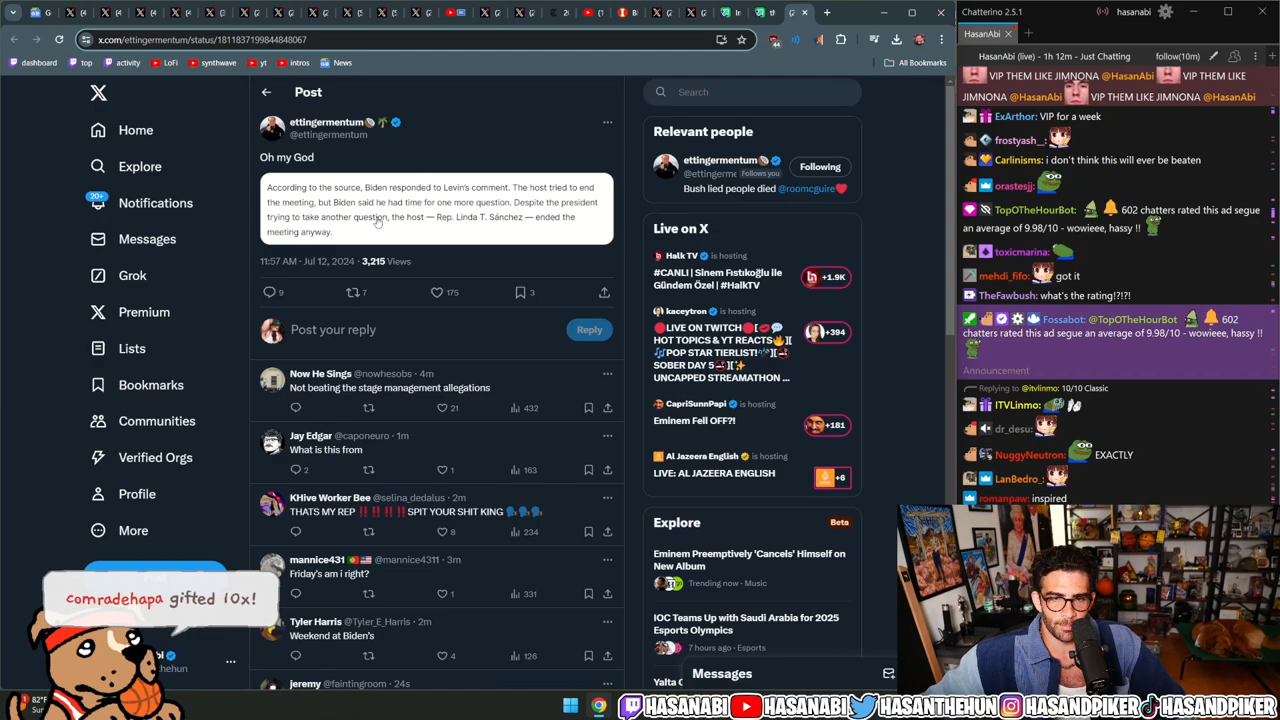 Chatterino 2.5.1
hasanabi
x.com/ettingermentum/status/1811837199844848067
HasanAbi
dashboard
top
activity
LoFi
synthwave
yt
intros
News
All Bookmarks
HasanAbi (live) - 1h 12m - Just Chatting
follow(10m)
Home
Explore
20+
Notifications
Messages
Grok
Premium
Lists
Bookmarks
Communities
Verified Orgs
Profile
More
Post
ettingermentum
@ettingermentum
Oh my God
According to the source, Biden responded to Levin's comment. The host tried to end
the meeting, but Biden said he had time for one more question. Despite the president
trying to take another question, the host — Rep. Linda T. Sánchez — ended the
meeting anyway.
11:57 AM · Jul 12, 2024 · 3,215 Views
9
7
175
3
Post your reply
Reply
Now He Sings @nowhesobs · 4m
Not beating the stage management allegations
21
432
Jay Edgar @caponeuro · 1m
What is this from
2
1
163
KHive Worker Bee @selina_dedalus · 2m
THAT'S MY REP ‼️‼️‼️SPIT YOUR SHIT KING
8
234
mannice431 @mannice4311 · 3m
Friday's am i right?
1
331
Tyler Harris @Tyler_E_Harris · 2m
Weekend at Biden's
4
126
jeremy @faintingroom · 24s
Search
Relevant people
ettingermentum
@ettingerme Follows you
Following
Bush lied people died @roomcguire
Live on X
Halk TV is hosting
#CANLI | Sinem Fıstıkoğlu ile
Gündem Özel | #HalkTV
+1.9K
kaceytron is hosting
LIVE ON TWITCH
HOT TOPICS & YT REACTS
POP STAR TIERLIST!
SOBER DAY 5
UNCAPPED STREAMATHON ...
+394
CapriSunnPapi is hosting
Eminem Fell OFF?!
+181
Al Jazeera English is hosting
LIVE: AL JAZEERA ENGLISH
+6
Explore
Beta
Eminem Preemptively 'Cancels' Himself on
New Album
Trending now · Music
IOC Teams Up with Saudi Arabia for 2025
Esports Olympics
7 hours ago · Esports
Messages
VIP THEM LIKE JIMNONA @HasanAbi VIP THEM LIKE
JIMNONA @HasanAbi VIP THEM LIKE JIMNONA @HasanAbi
ExArthor: VIP for a week
frostyash_:
Carlinisms: i don't think this will ever be beaten
orastesjj:
TopOTheHourBot: 602 chatters rated this ad segue
an average of 9.98/10 - wowieee, hassy !!
toxicmarina:
mehdi_fifo: got it
TheFawbush: what's the rating!?!?!
Fossabot: @TopOTheHourBot 602
chatters rated this ad segue an average of 9.98/10 - wowieee, hassy !!
Announcement
Replying to @itvlinmo: 10/10 Classic
ITVLinmo:
dr_desu:
NuggyNeutron: EXACTLY
LanBedro_:
romanpaw: inspired
comradehapa gifted 10x!
82°F
HASANABI
HASANABI
HASANTHEHUN
HASANDPIKER
HASANDPIKER